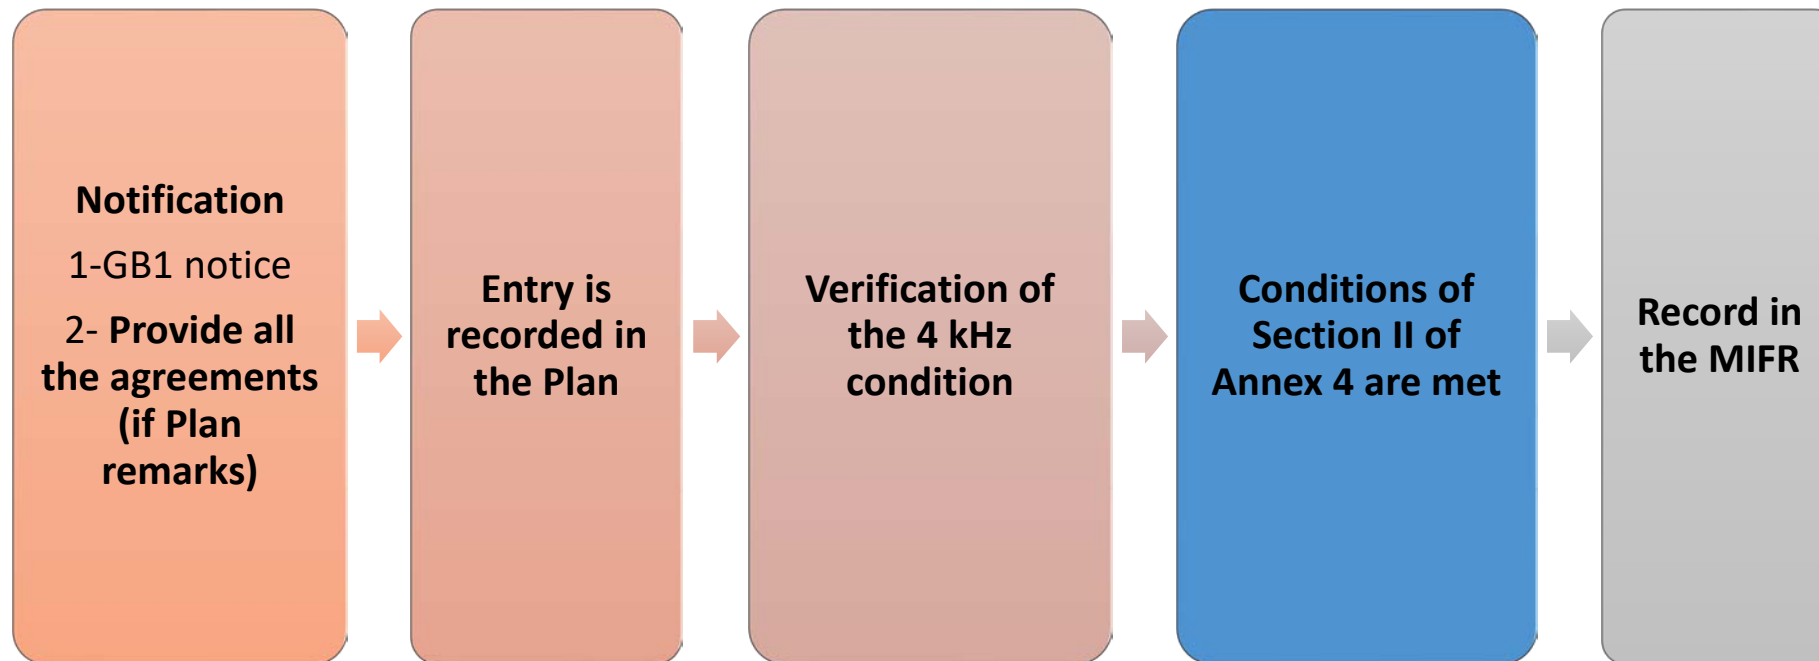 Notification
1-GB1 notice
2- Provide all
the agreements
(if Plan
remarks)
Entry is
recorded in
the Plan
Verification of
the 4 kHz
condition
Conditions of
Section II of
Annex 4 are met
Record in
the MIFR